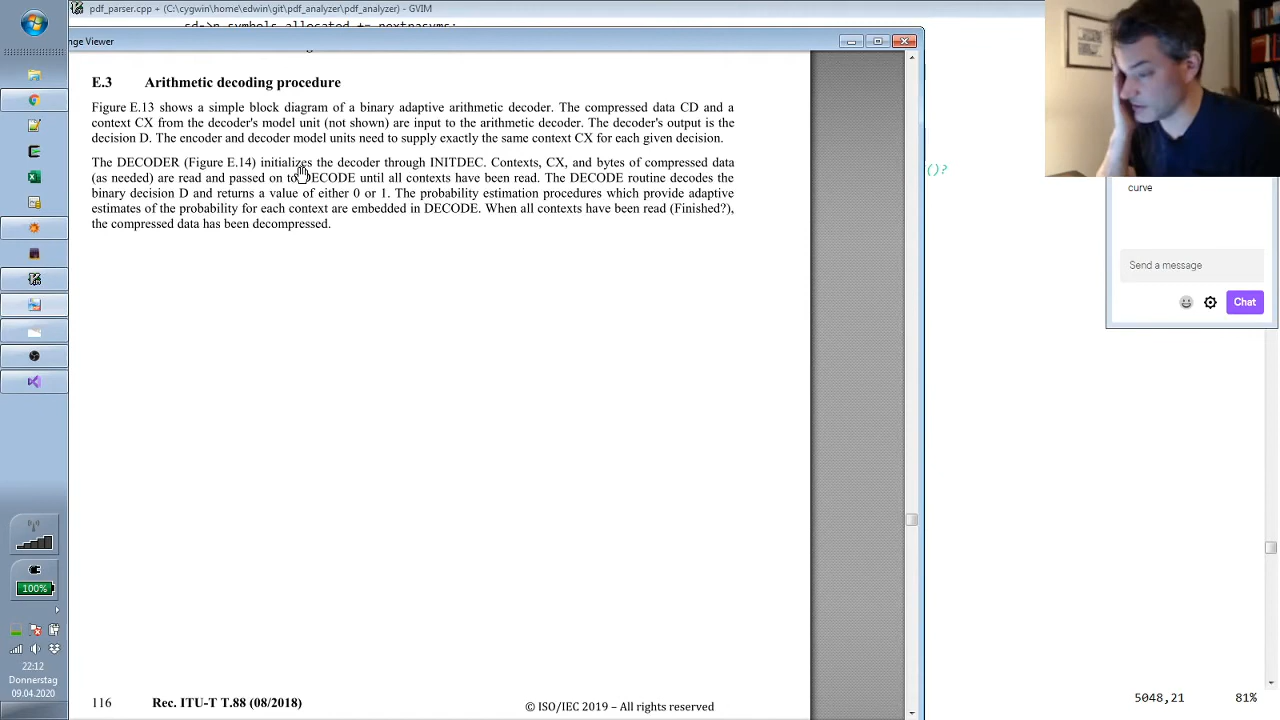 pdf_parser.cpp + (C:\cygwin\home\edwin\git\pdf_analyzer\pdf_analyzer) - GVIM
sd->n_symbols_allocated += nextrasyms;
nge Viewer
E.3 Arithmetic decoding procedure
Figure E.13 shows a simple block diagram of a binary adaptive arithmetic decoder. The compressed data CD and a
context CX from the decoder's model unit (not shown) are input to the arithmetic decoder. The decoder's output is the
decision D. The encoder and decoder model units need to supply exactly the same context CX for each given decision.
The DECODER (Figure E.14) initializes the decoder through INITDEC. Contexts, CX, and bytes of compressed data
(as needed) are read and passed on to DECODE until all contexts have been read. The DECODE routine decodes the
binary decision D and returns a value of either 0 or 1. The probability estimation procedures which provide adaptive
estimates of the probability for each context are embedded in DECODE. When all contexts have been read (Finished?),
the compressed data has been decompressed.
()?
curve
Send a message
Chat
100%
22:12
Donnerstag
09.04.2020
116 Rec. ITU-T T.88 (08/2018)
© ISO/IEC 2019 – All rights reserved
5048,21 81%